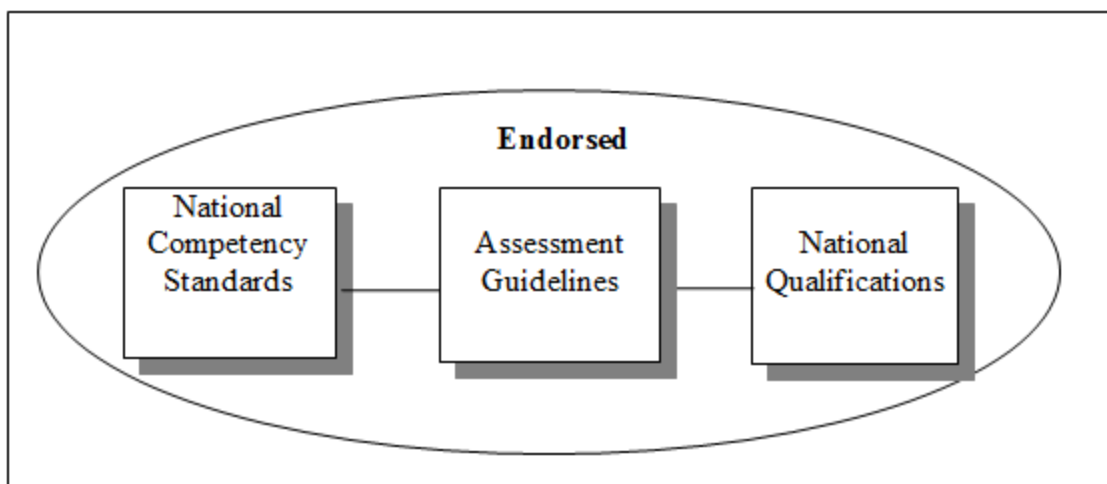 Endorsed
National
Competency
Standards
Assessment
Guidelines
National
Qualifications